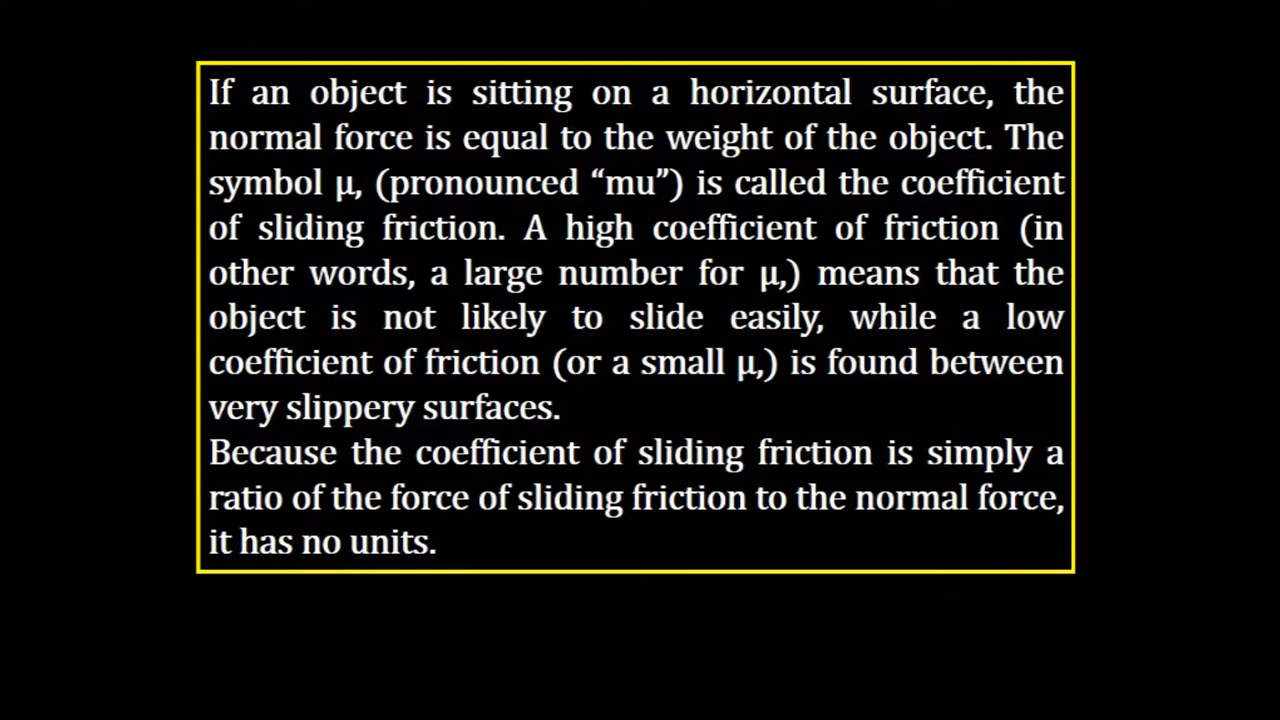 If an object is sitting on a horizontal surface, the
normal force is equal to the weight of the object. The
symbol μ, (pronounced “mu”) is called the coefficient
of sliding friction. A high coefficient of friction (in
other words, a large number for μ,) means that the
object is not likely to slide easily, while a low
coefficient of friction (or a small μ,) is found between
very slippery surfaces.
Because the coefficient of sliding friction is simply a
ratio of the force of sliding friction to the normal force,
it has no units.